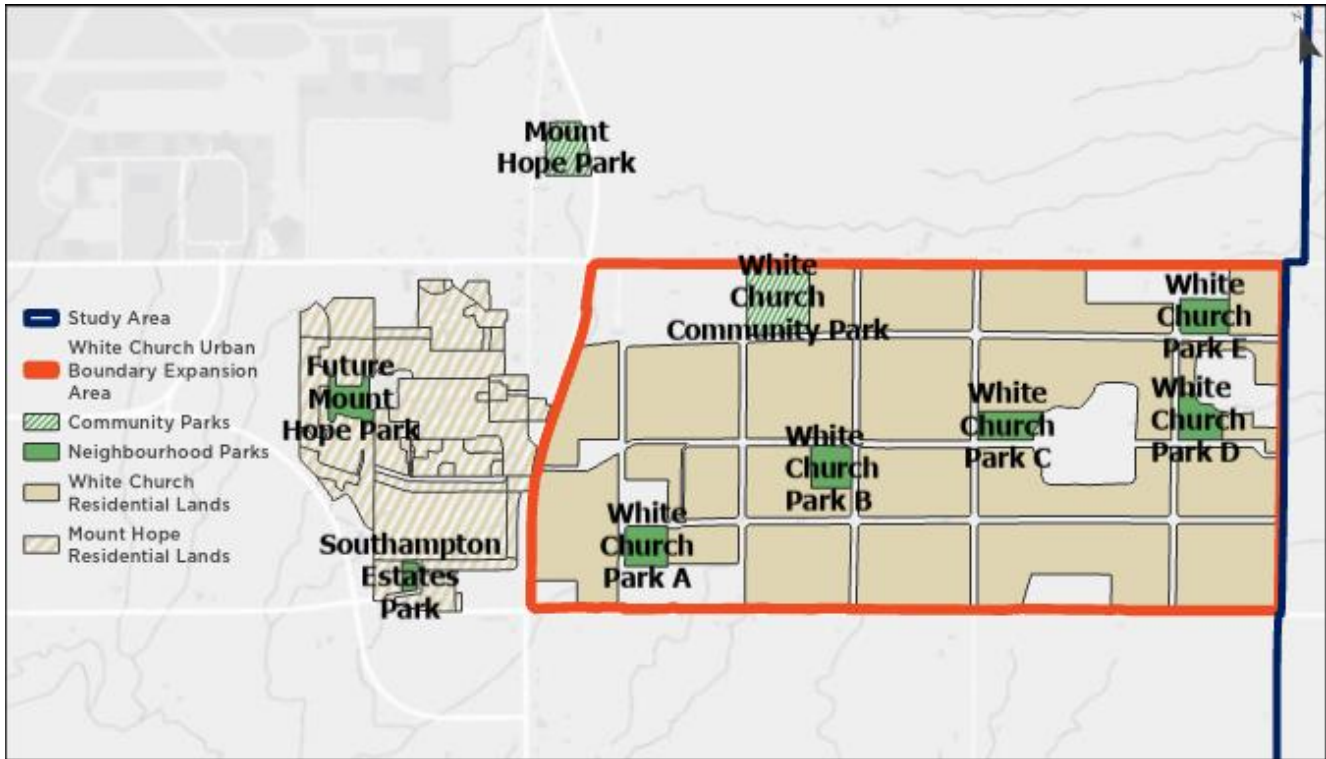 Mount
Hope Park
White
Church
Community Park
White
Church
Park E
Study Area
White Church Urban
Boundary Expansion
Area
Community Parks
Neighbourhood Parks
White Church
Residential Lands
Mount Hope
Residential Lands
Future
Mount
Hope Park
White
Church
Park C
White
Church
Park D
White
Church
Park B
White
Church
Park A
Southampton
Estates
Park